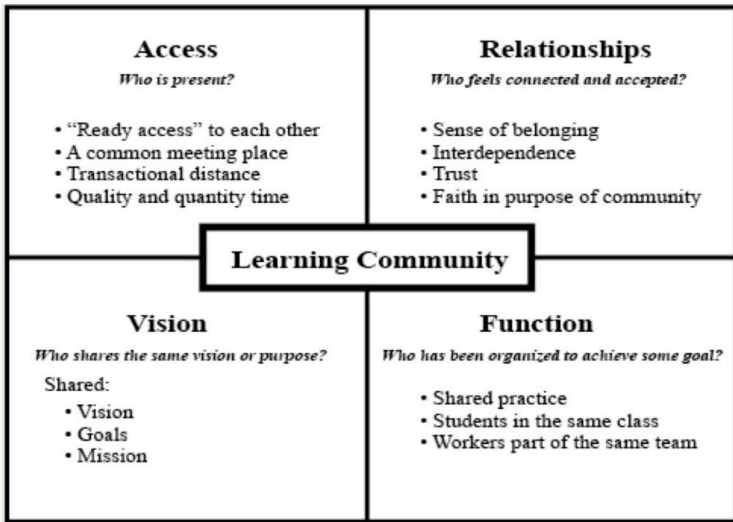 Access
Who is present?
• “Ready access” to each other
• A common meeting place
• Transactional distance
• Quality and quantity time
Relationships
Who feels connected and accepted?
• Sense of belonging
• Interdependence
• Trust
• Faith in purpose of community
Learning Community
Vision
Who shares the same vision or purpose?
Shared:
• Vision
• Goals
• Mission
Function
Who has been organized to achieve some goal?
• Shared practice
• Students in the same class
• Workers part of the same team